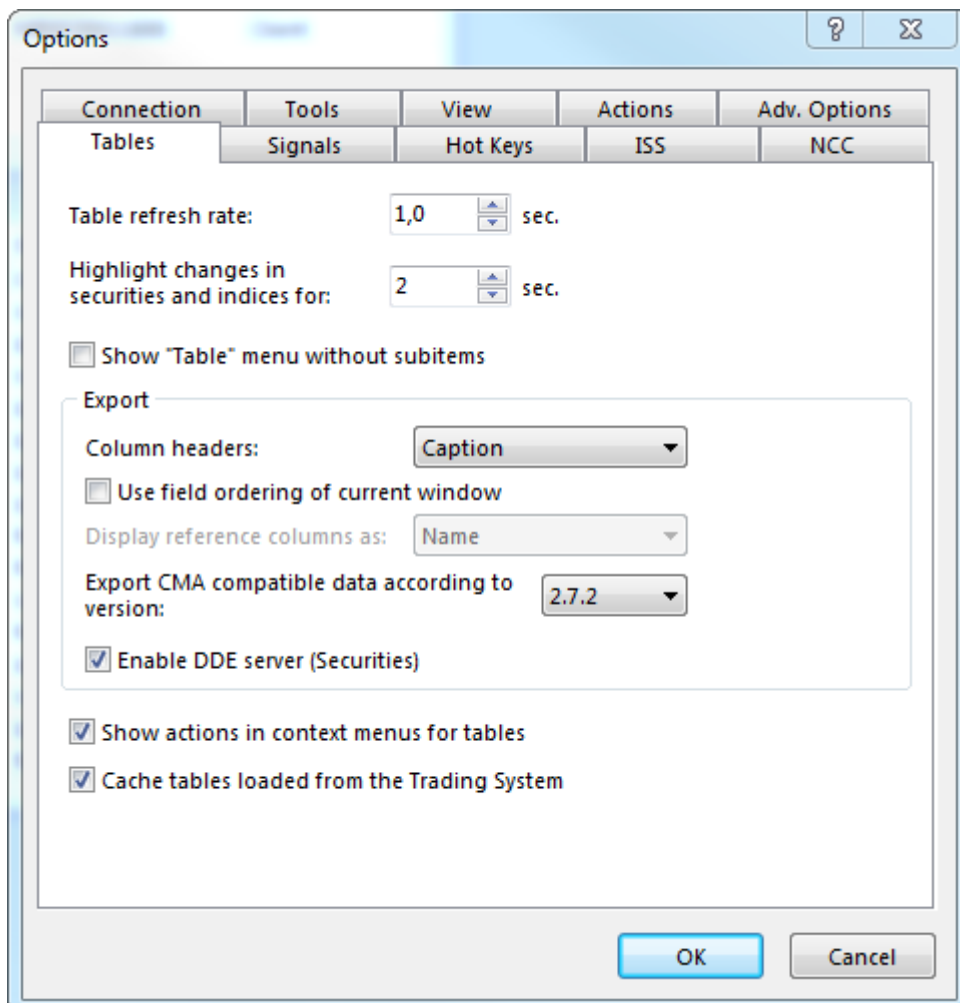 Options
Connection Tools View Actions Adv. Options
Tables Signals Hot Keys ISS NCC
Table refresh rate: 1,0 sec.
Highlight changes in
securities and indices for: 2 sec.
Show "Table" menu without subitems
Export
Column headers: Caption
Use field ordering of current window
Display reference columns as: Name
Export CMA compatible data according to
version: 2.7.2
Enable DDE server (Securities)
Show actions in context menus for tables
Cache tables loaded from the Trading System
OK Cancel